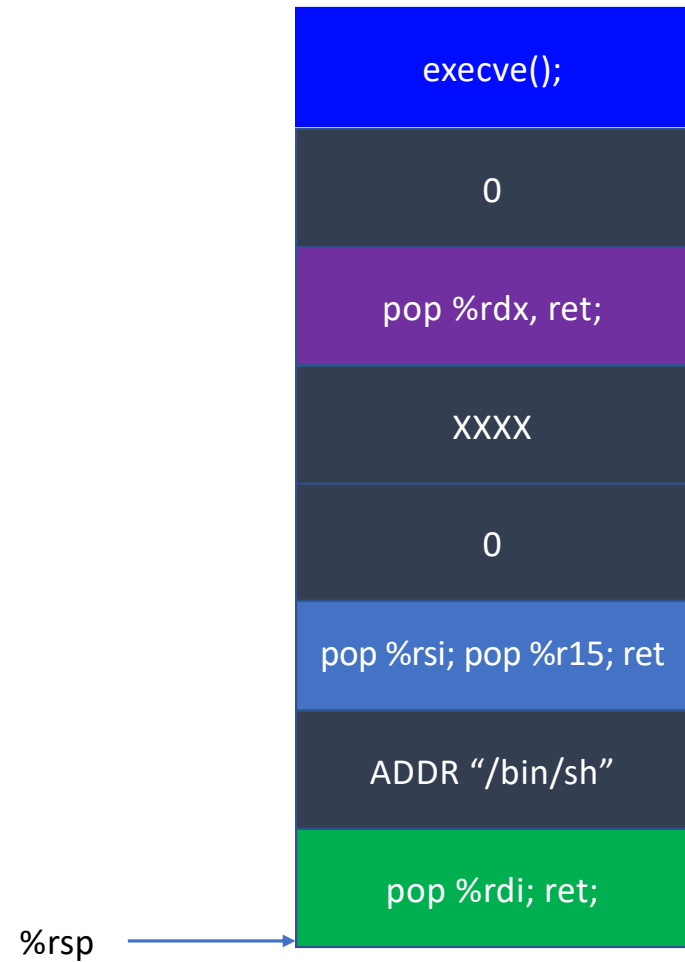 execve();
0
pop %rdx, ret;
XXXX
0
pop %rsi; pop %r15; ret
ADDR “/bin/sh”
pop %rdi; ret;
%rsp